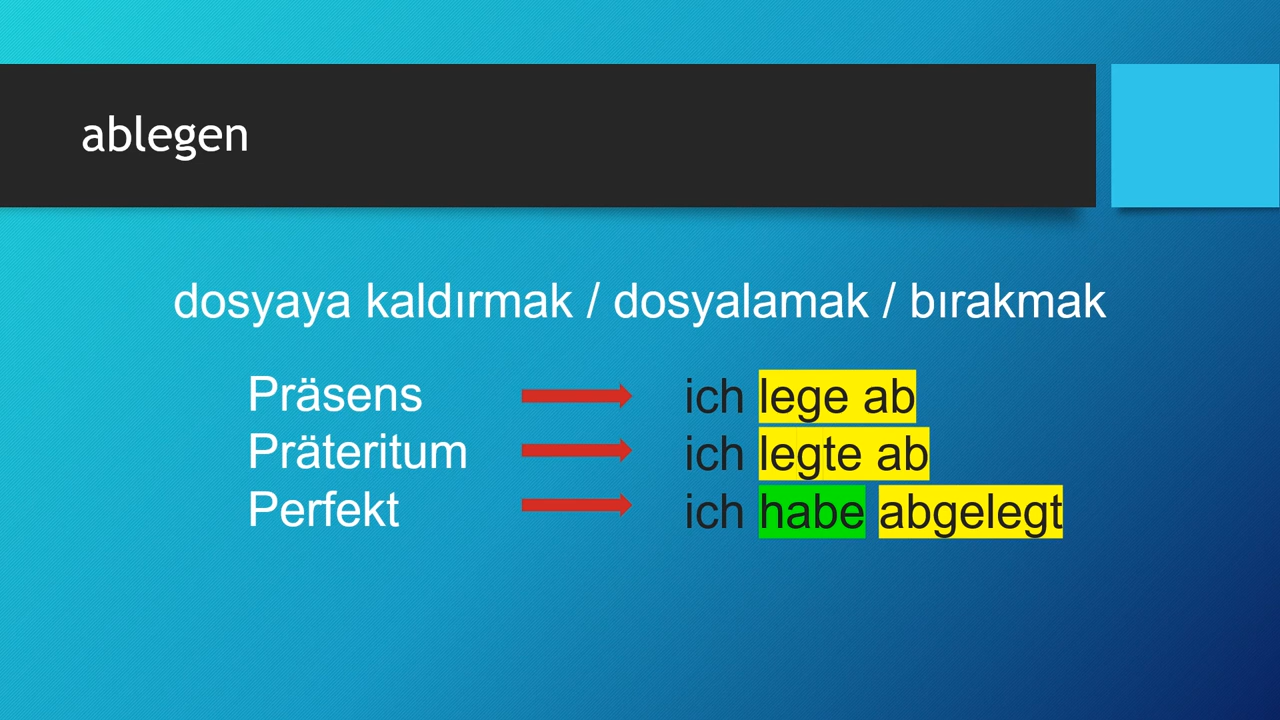 ablegen
dosyaya kaldırmak / dosyalamak / bırakmak
Präsens ich lege ab
Präteritum ich legte ab
Perfekt ich habe abgelegt